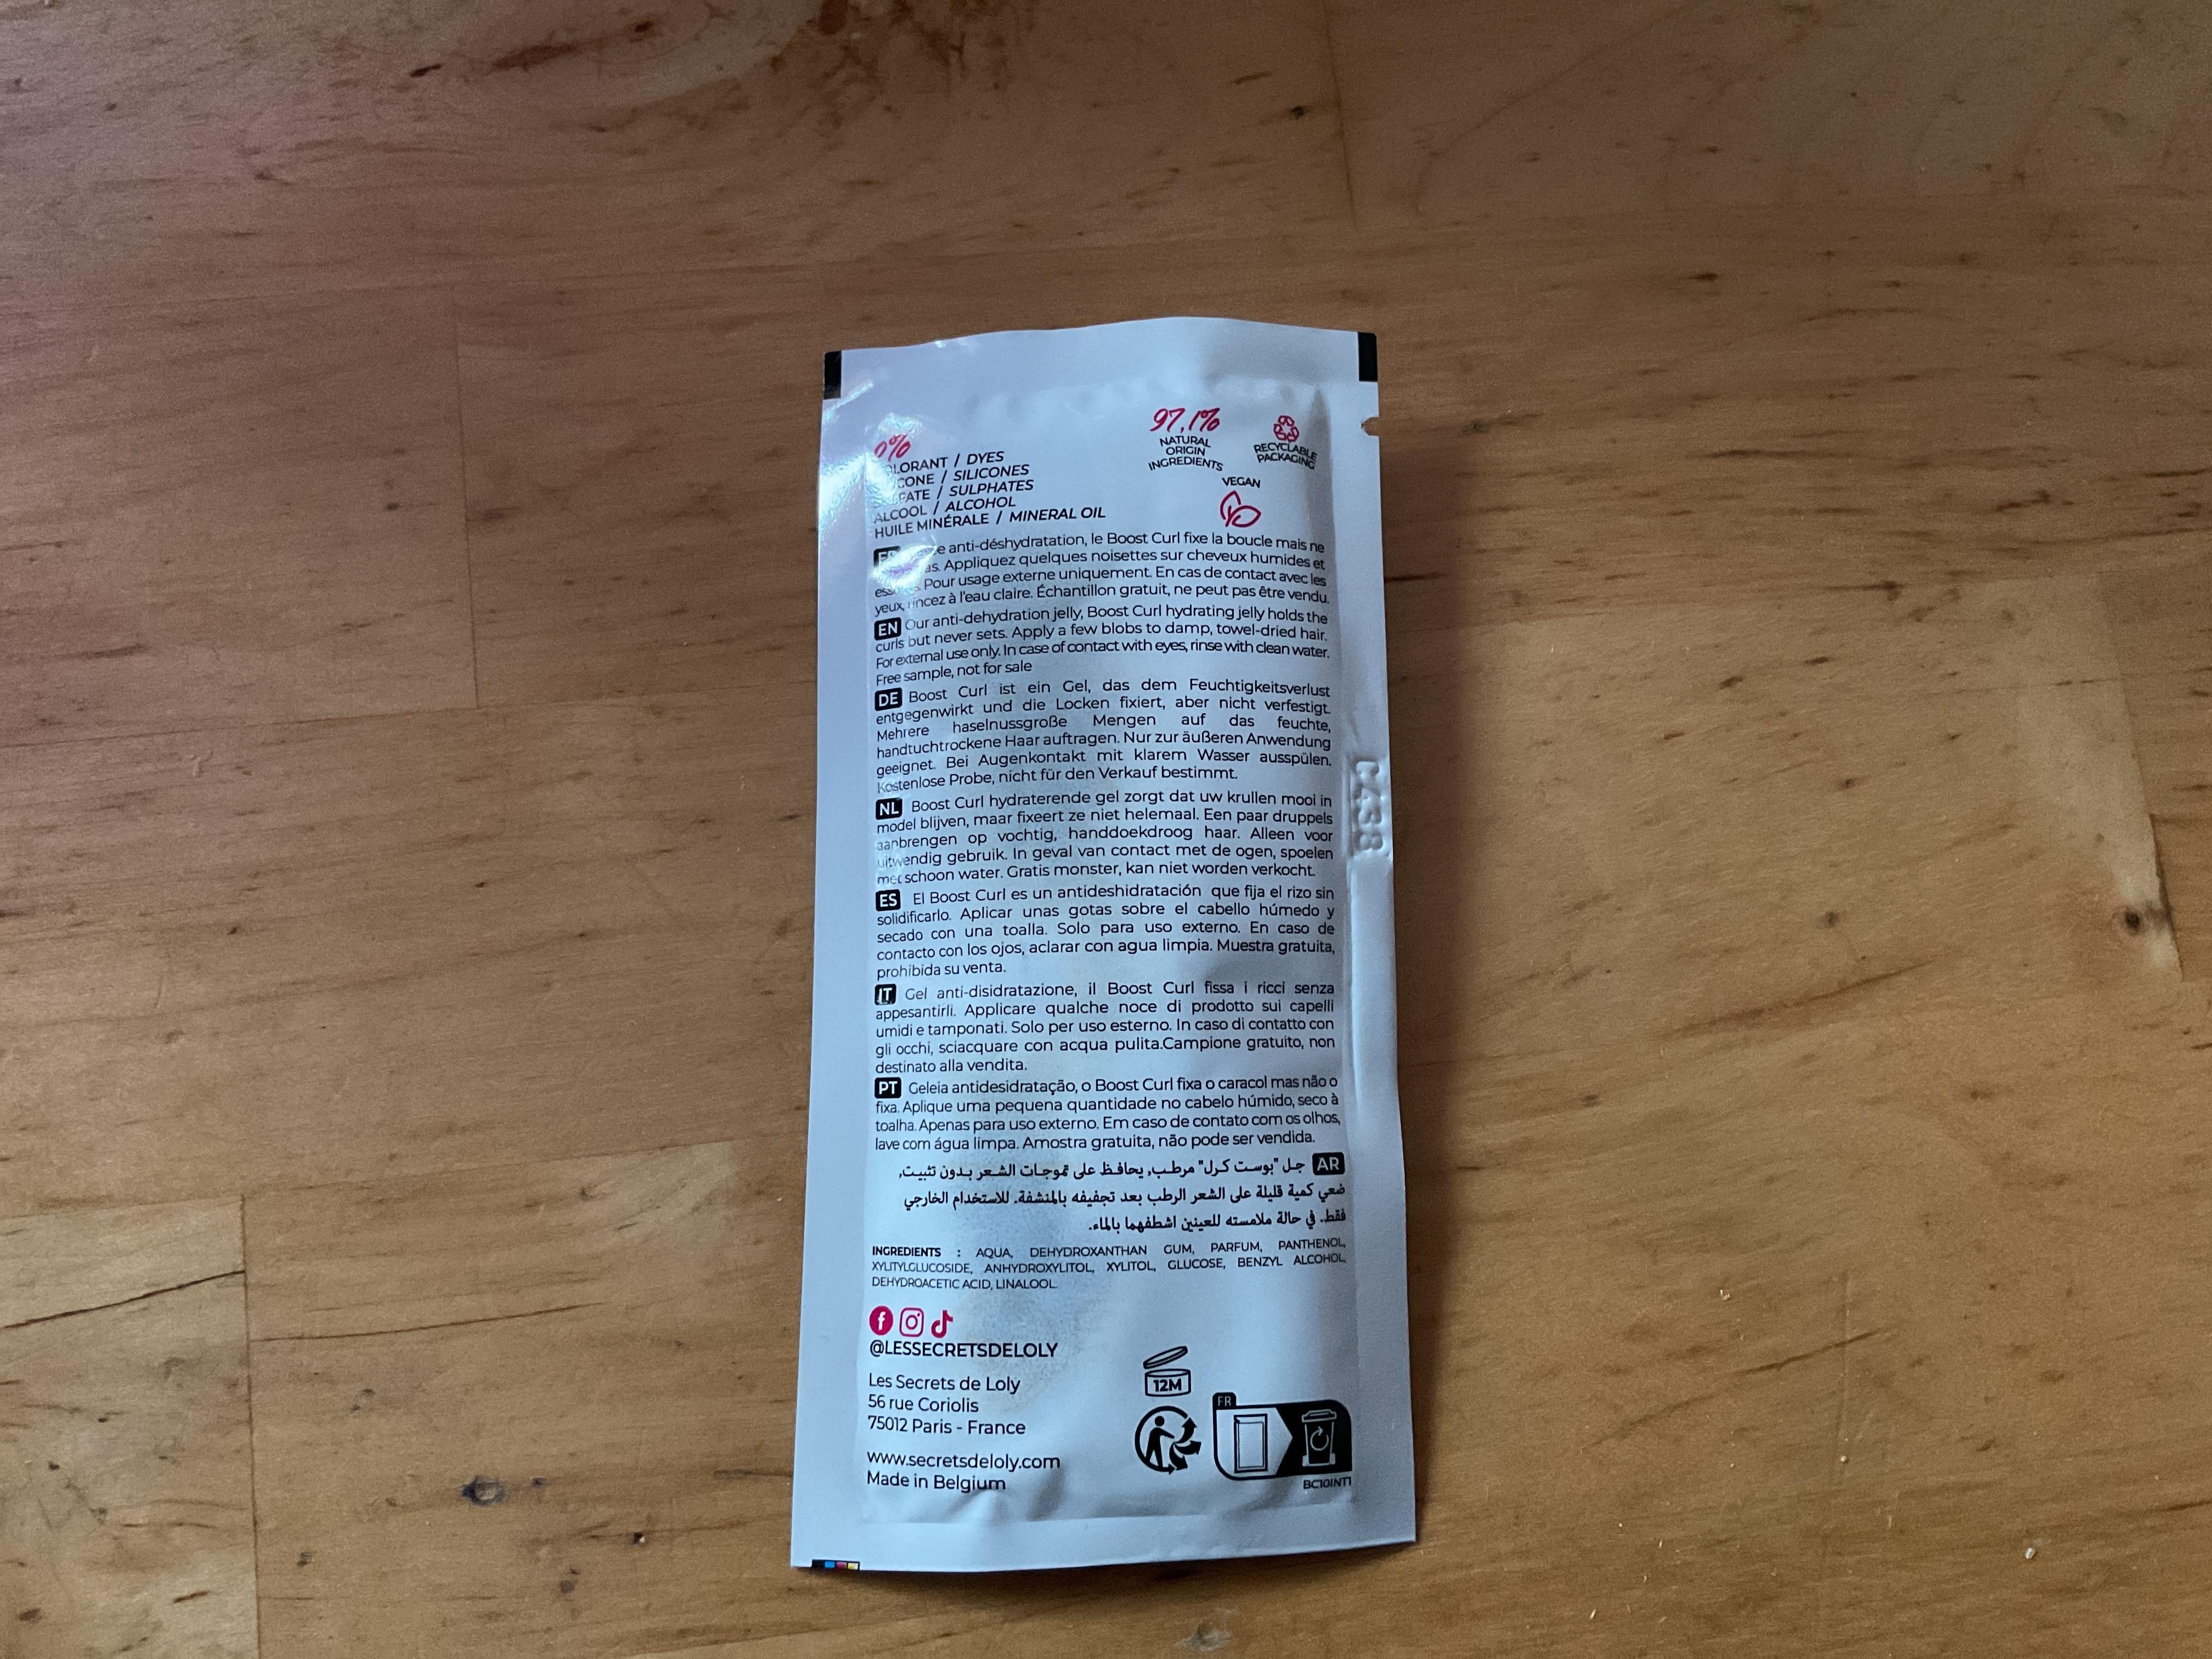 0%
/ DYES
/ SILICONES
/ SULPHATES
ALCOOL / ALCOHOL
HUILE MINÉRALE / MINERAL OIL
97,1%
NATURAL
ORIGIN
INGREDIENTS
RECYCLABLE
PACKAGING
VEGAN
FR anti-déshydratation, le Boost Curl fixe la boucle mais ne
Appliquez quelques noisettes sur cheveux humides et
Pour usage externe uniquement. En cas de contact avec les
yeux, rincez à l'eau claire. Échantillon gratuit, ne peut pas être vendu.
EN Our anti-dehydration jelly, Boost Curl hydrating jelly holds the
curls but never sets. Apply a few blobs to damp, towel-dried hair.
For external use only. In case of contact with eyes, rinse with clean water.
Free sample, not for sale
DE Boost Curl ist ein Gel, das dem Feuchtigkeitsverlust
entgegenwirkt und die Locken fixiert, aber nicht verfestigt.
Mehrere haselnussgroße Mengen auf das feuchte,
handtuchtrockene Haar auftragen. Nur zur äußeren Anwendung
geeignet. Bei Augenkontakt mit klarem Wasser ausspülen.
Kostenlose Probe, nicht für den Verkauf bestimmt.
NL Boost Curl hydraterende gel zorgt dat uw krullen mooi in
model blijven, maar fixeert ze niet helemaal. Een paar druppels
aanbrengen op vochtig, handdoekdroog haar. Alleen voor
uitwendig gebruik. In geval van contact met de ogen, spoelen
met schoon water. Gratis monster, kan niet worden verkocht.
ES El Boost Curl es un antideshidratación que fija el rizo sin
solidificarlo. Aplicar unas gotas sobre el cabello húmedo y
secado con una toalla. Solo para uso externo. En caso de
contacto con los ojos, aclarar con agua limpia. Muestra gratuita,
prohibida su venta.
IT Gel anti-disidratazione, il Boost Curl fissa i ricci senza
appesantirli. Applicare qualche noce di prodotto sui capelli
umidi e tamponati. Solo per uso esterno. In caso di contatto con
gli occhi, sciacquare con acqua pulita.Campione gratuito, non
destinato alla vendita.
PT Geleia antidesidratação, o Boost Curl fixa o caracol mas não o
fixa. Aplique uma pequena quantidade no cabelo húmido, seco à
toalha. Apenas para uso externo. Em caso de contato com os olhos,
lave com água limpa. Amostra gratuita, não pode ser vendida.
AR جل "بوست كرل" مرطب, يحافظ على تموجات الشعر بدون تثبيت,
ضعي كمية قليلة على الشعر الرطب بعد تجفيفه بالمنشفة. للاستخدام الخارجي
فقط. في حالة ملامسته للعينين اشطفهما بالماء.
INGREDIENTS : AQUA, DEHYDROXANTHAN GUM, PARFUM, PANTHENOL,
XYLITYLGLUCOSIDE, ANHYDROXYLITOL, XYLITOL, GLUCOSE, BENZYL ALCOHOL,
DEHYDROACETIC ACID, LINALOOL.
@LESSECRETSDELOLY
Les Secrets de Loly
56 rue Coriolis
75012 Paris - France
www.secretsdeloly.com
Made in Belgium
12M
FR
BC10INT1